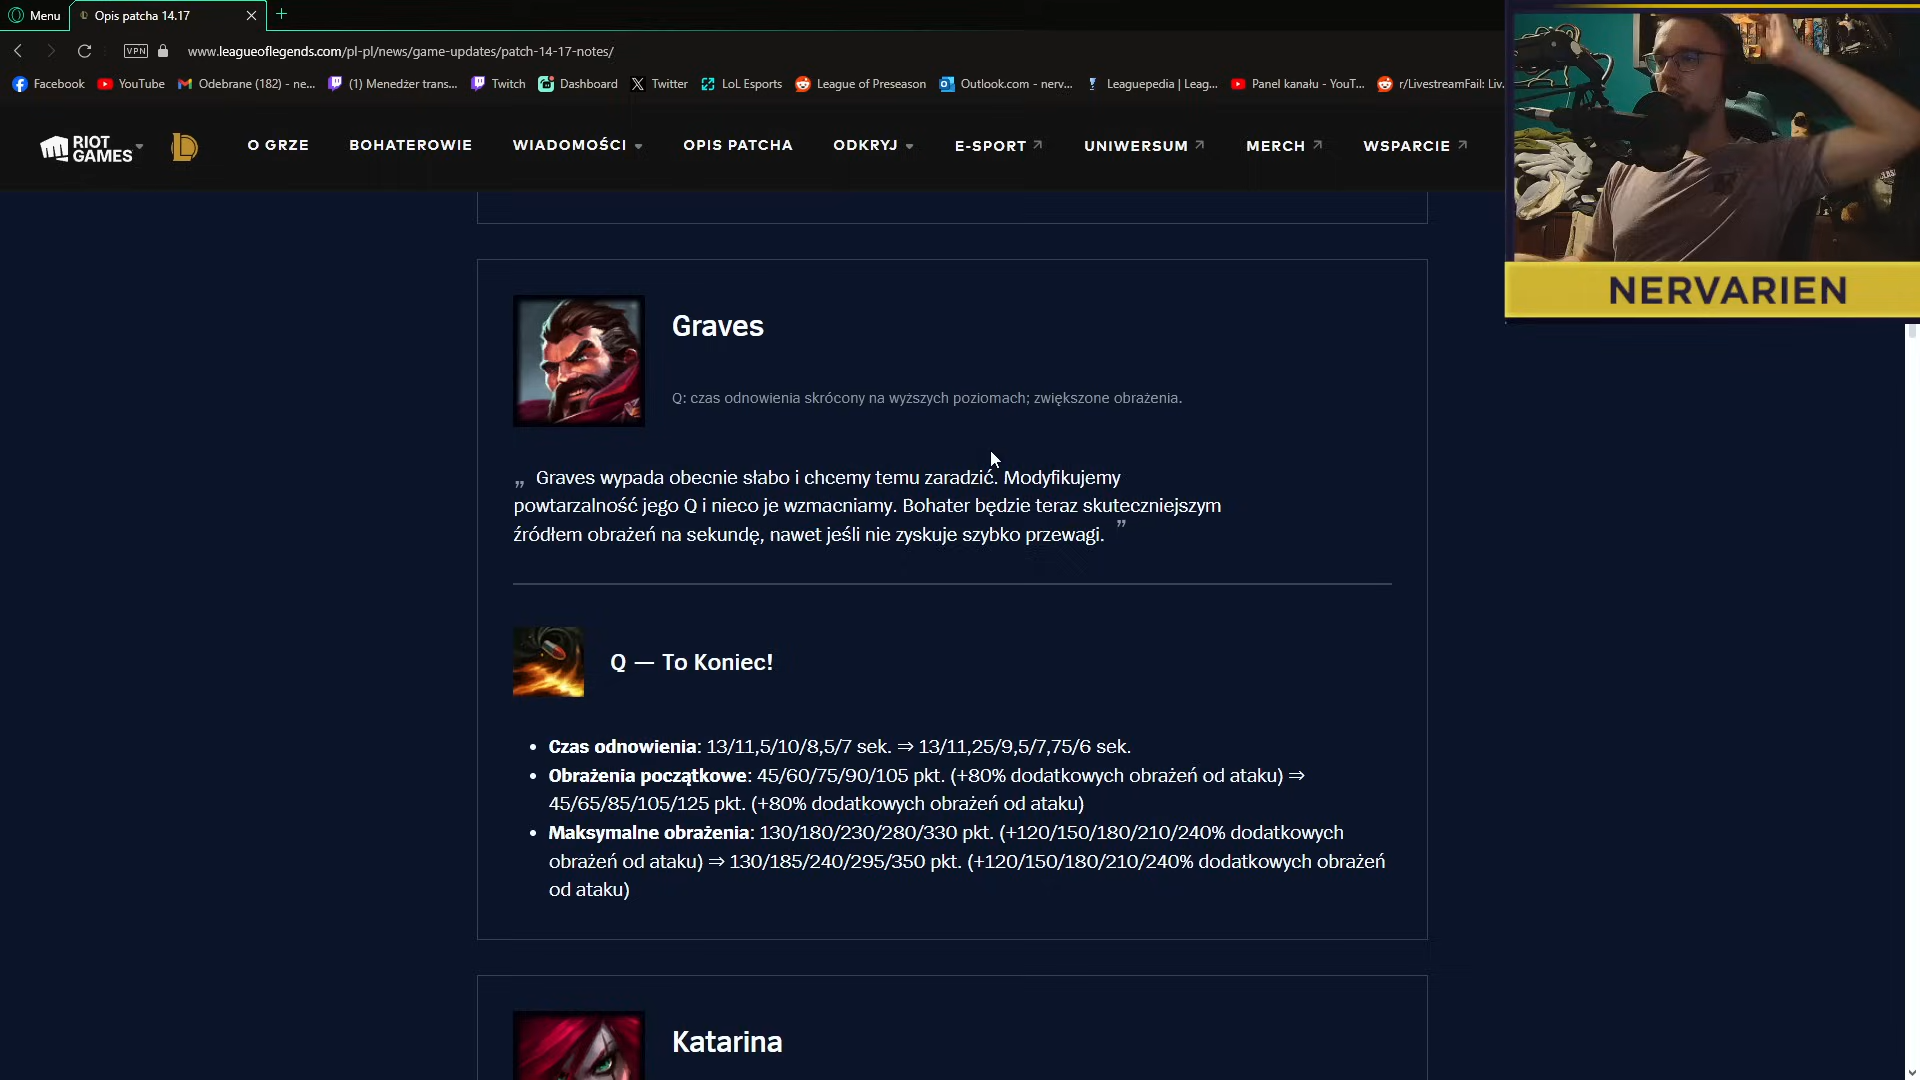 Menu
Opis patcha 14.17
VPN
www.leagueoflegends.com/pl-pl/news/game-updates/patch-14-17-notes/
Facebook
YouTube
Odebrane (182) - ne...
(1) Menedżer trans...
Twitch
Dashboard
Twitter
LoL Esports
League of Preseason
Outlook.com - nerv...
Leaguepedia | Leag...
Panel kanału - YouT...
r/LivestreamFail: Liv...
RIOT
GAMES
O GRZE
BOHATEROWIE
WIADOMOŚCI
OPIS PATCHA
ODKRYJ
E-SPORT
UNIWERSUM
MERCH
WSPARCIE
NERVARIEN
Graves
Q: czas odnowienia skrócony na wyższych poziomach; zwiększone obrażenia.
„ Graves wypada obecnie słabo i chcemy temu zaradzić. Modyfikujemy
powtarzalność jego Q i nieco je wzmacniamy. Bohater będzie teraz skuteczniejszym
źródłem obrażeń na sekundę, nawet jeśli nie zyskuje szybko przewagi. ”
Q — To Koniec!
• Czas odnowienia: 13/11,5/10/8,5/7 sek. ⇒ 13/11,25/9,5/7,75/6 sek.
• Obrażenia początkowe: 45/60/75/90/105 pkt. (+80% dodatkowych obrażeń od ataku) ⇒
45/65/85/105/125 pkt. (+80% dodatkowych obrażeń od ataku)
• Maksymalne obrażenia: 130/180/230/280/330 pkt. (+120/150/180/210/240% dodatkowych
obrażeń od ataku) ⇒ 130/185/240/295/350 pkt. (+120/150/180/210/240% dodatkowych obrażeń
od ataku)
Katarina